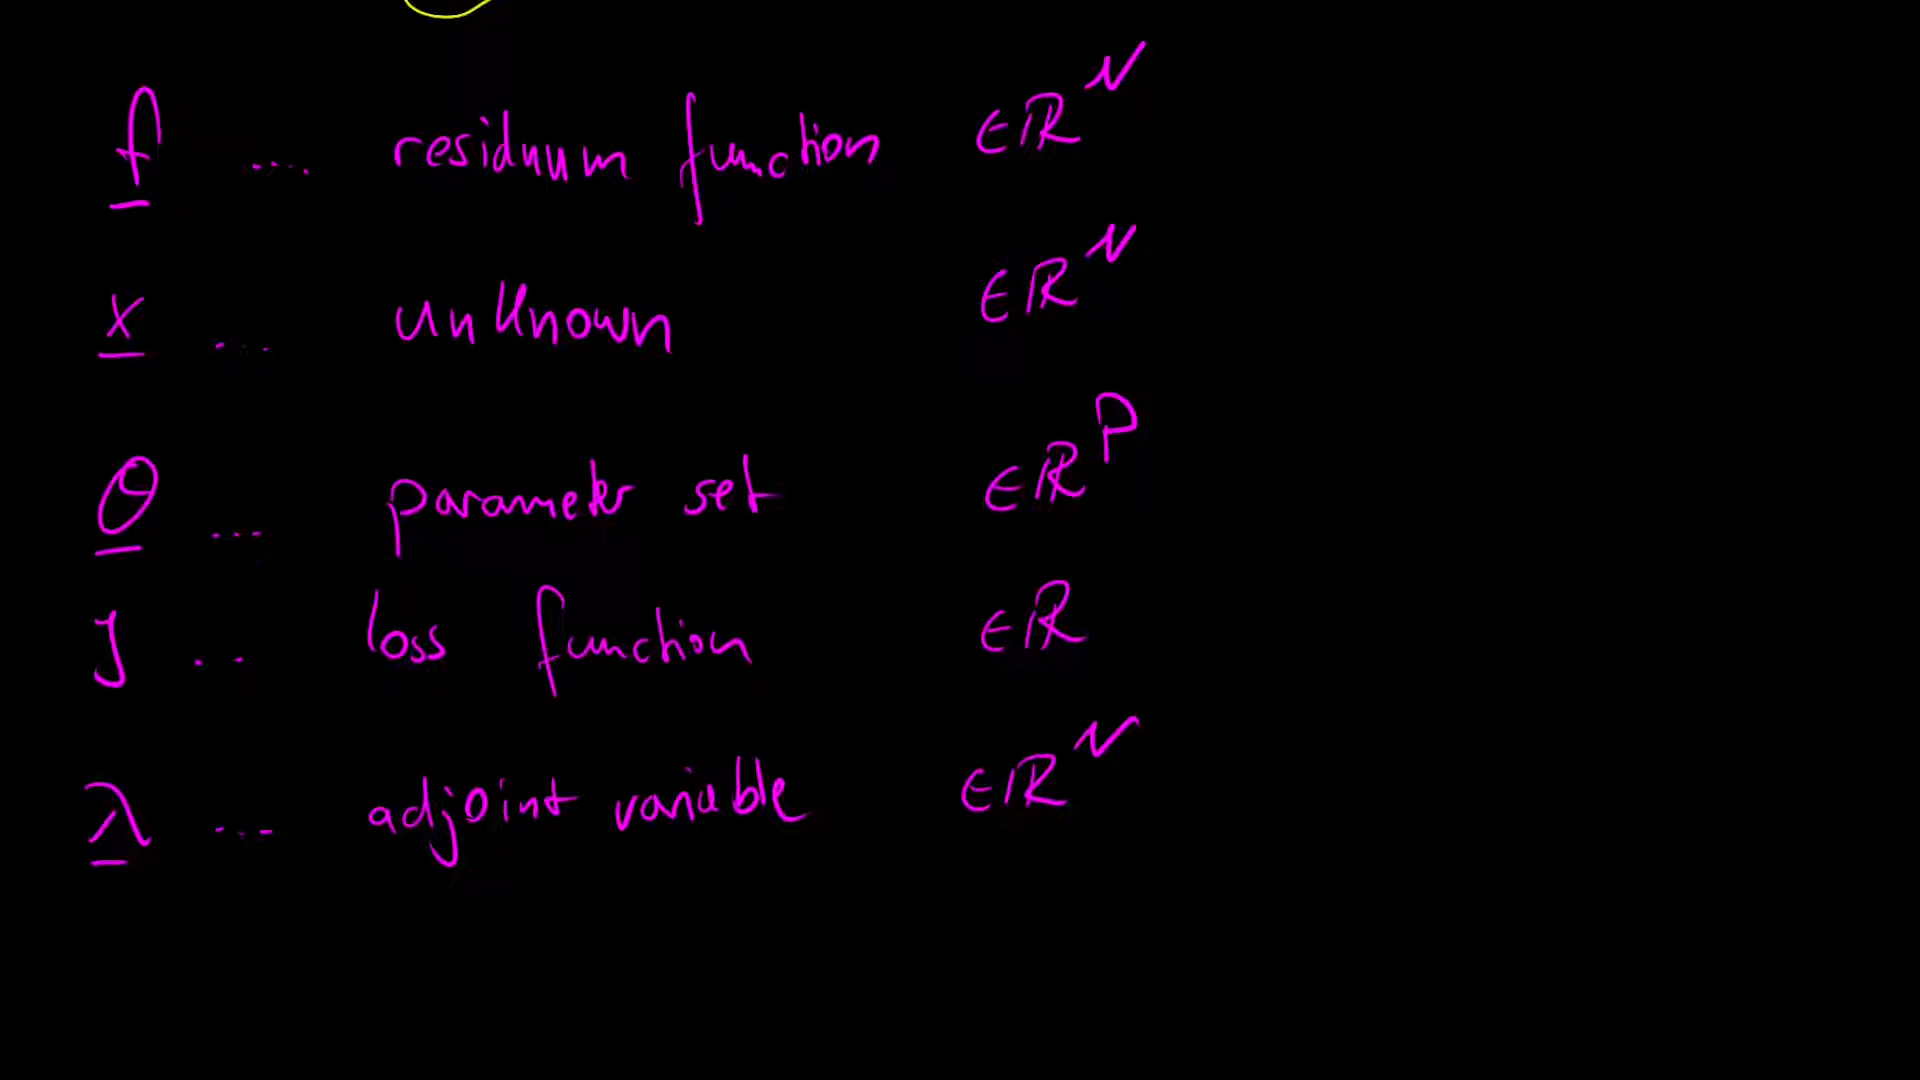 f .... residuum function ∈ ℝ^N
x ... unknown ∈ ℝ^N
θ ... parameter set ∈ ℝ^P
J .. loss function ∈ ℝ
λ ... adjoint variable ∈ ℝ^N